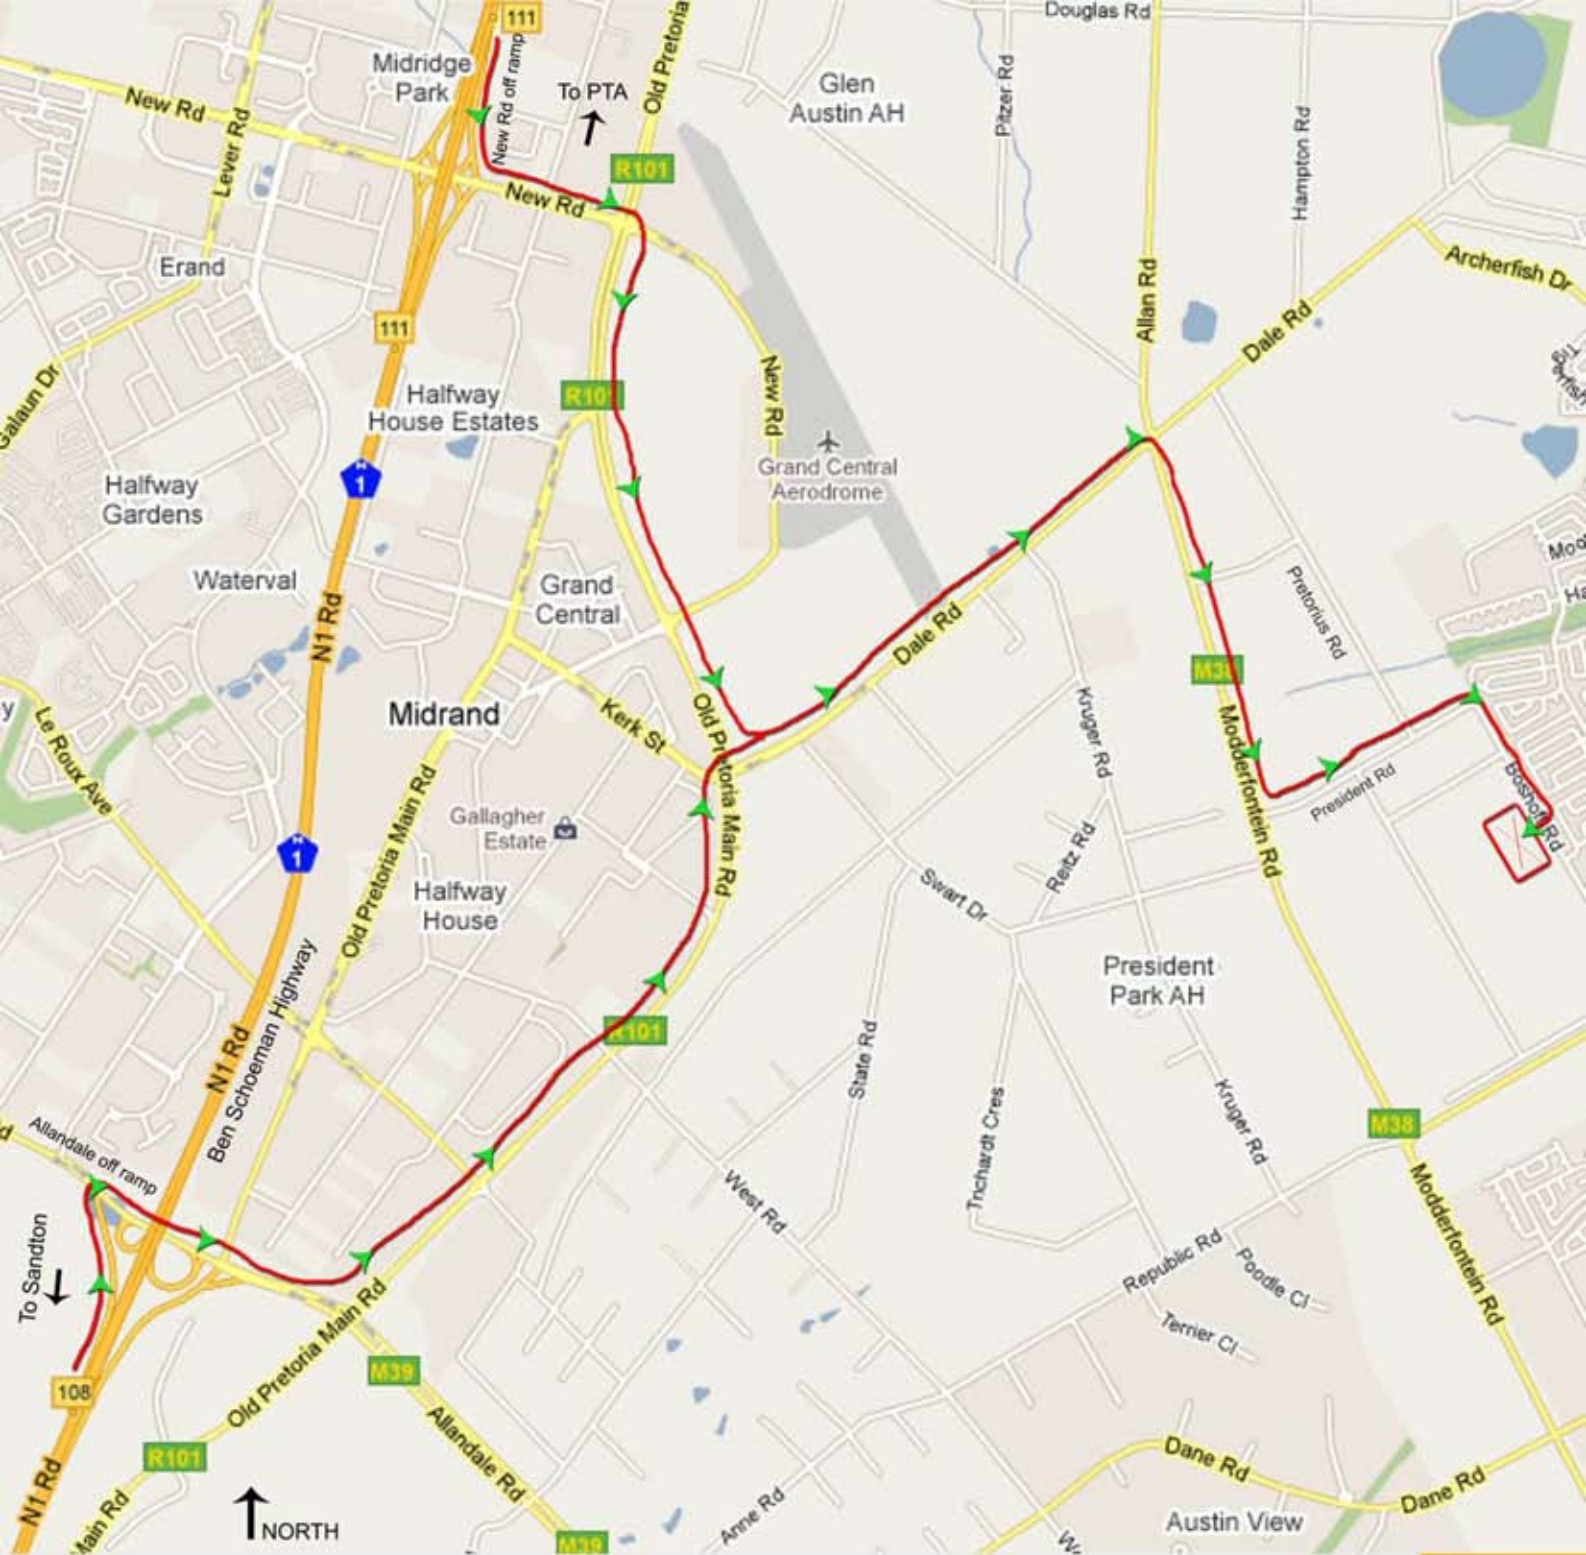 111
Douglas Rd
Old Pretoria
Midridge
Park
New Rd off ramp
To PTA
Glen
Austin AH
Pitzer Rd
New Rd
Lever Rd
Hampton Rd
R101
New Rd
Erand
Archerfish Dr
Allan Rd
Dale Rd
111
Galaun Dr
Halfway
House Estates
R101
New Rd
Grand Central
Aerodrome
1
Halfway
Gardens
Waterval
Grand
Central
N1 Rd
Pretorius Rd
Dale Rd
M38
Midrand
Kerk St
Old Pretoria Main Rd
Kruger Rd
Modderfontein Rd
Le Roux Ave
President Rd
Boshoff Rd
Gallagher
Estate
1
Old Pretoria Main Rd
Halfway
House
Reitz Rd
Swart Dr
President
Park AH
Ben Schoeman Highway
N1 Rd
R101
State Rd
Kruger Rd
Trichardt Cres
M38
Allandale off ramp
West Rd
Modderfontein Rd
To Sandton
Republic Rd
Poodle Cl
Terrier Cl
Old Pretoria Main Rd
108
M39
Allandale Rd
R101
N1 Rd
Main Rd
NORTH
Anne Rd
Dane Rd
Dane Rd
Austin View
M39